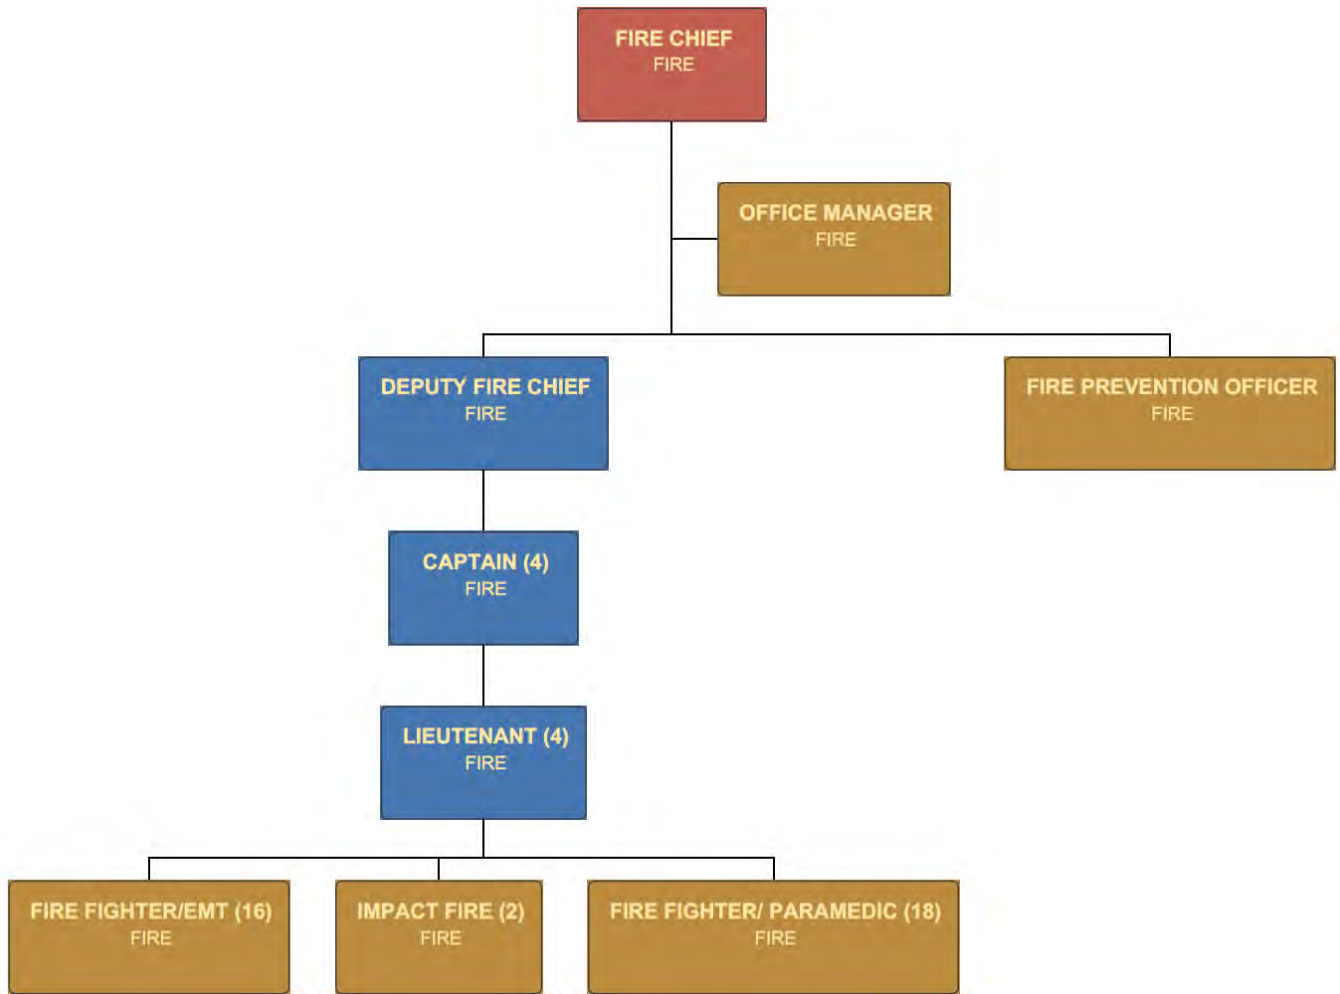 FIRE CHIEF
FIRE
OFFICE MANAGER
FIRE
DEPUTY FIRE CHIEF
FIRE
FIRE PREVENTION OFFICER
FIRE
CAPTAIN (4)
FIRE
LIEUTENANT (4)
FIRE
FIRE FIGHTER/EMT (16)
FIRE
IMPACT FIRE (2)
FIRE
FIRE FIGHTER/ PARAMEDIC (18)
FIRE